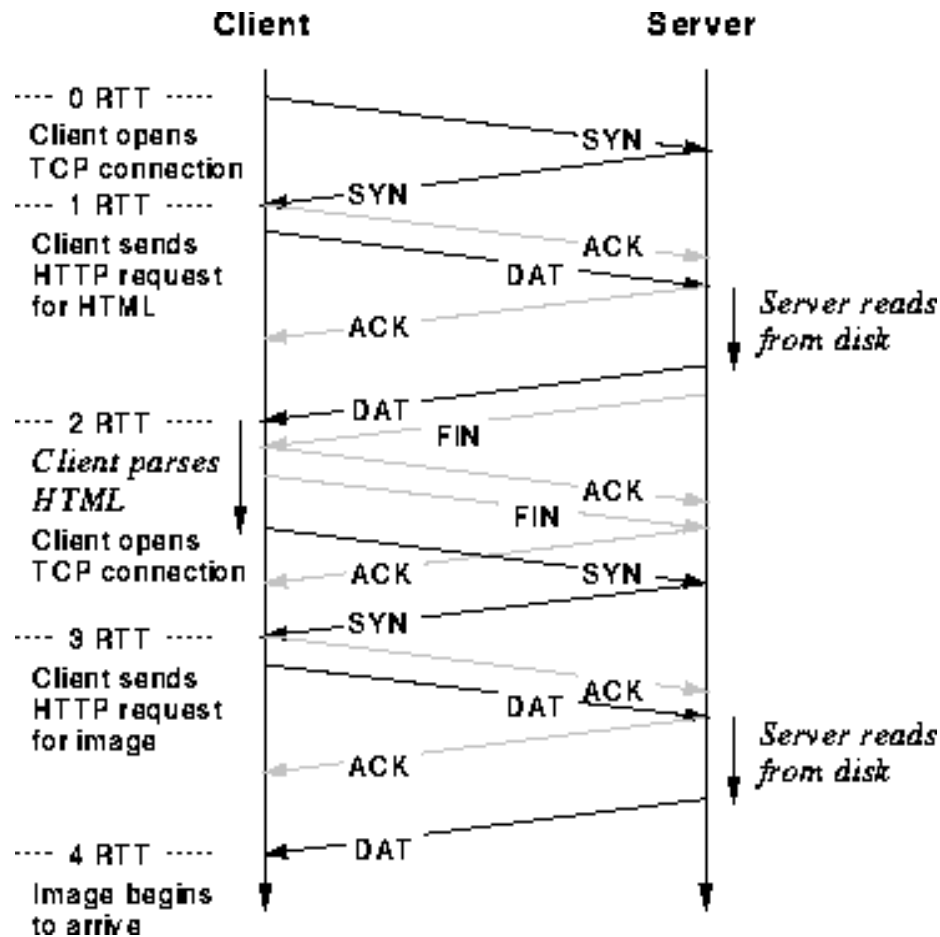 Client Server
---- 0 RTT -----
Client opens
TCP connection
SYN
SYN
---- 1 RTT -----
Client sends
HTTP request
for HTML
ACK
DAT
ACK
Server reads
from disk
DAT
---- 2 RTT -----
FIN
Client parses
HTML
ACK
FIN
Client opens
TCP connection
ACK
SYN
SYN
---- 3 RTT -----
Client sends
HTTP request
for image
ACK
DAT
ACK
Server reads
from disk
DAT
---- 4 RTT -----
Image begins
to arrive